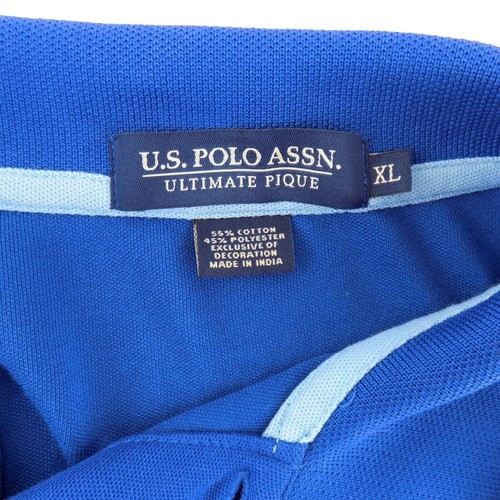 U.S. POLO ASSN.
ULTIMATE PIQUE
XL
55% COTTON
45% POLYESTER
EXCLUSIVE OF
DECORATION
MADE IN INDIA